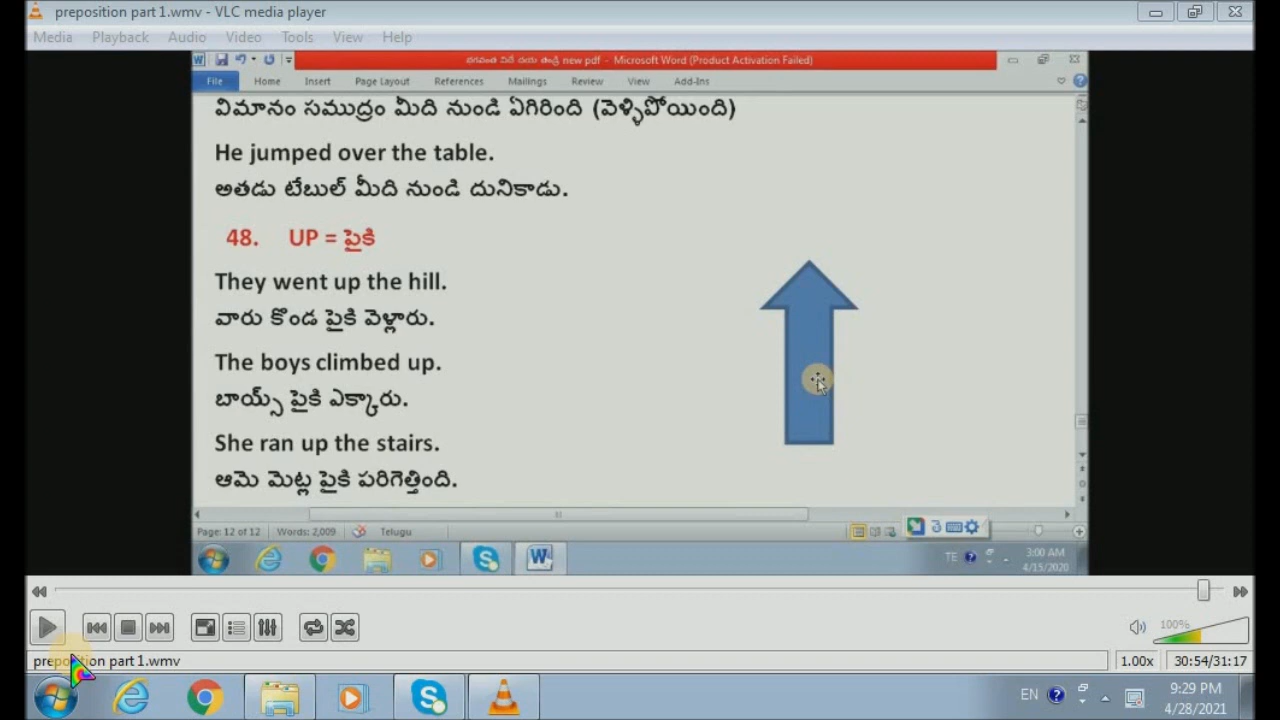 preposition part 1.wmv - VLC media player
Media Playback Audio Video Tools View Help
new pdf - Microsoft Word (Product Activation Failed)
File Home Insert Page Layout References Mailings Review View Add-Ins
విమానం సముద్రం మీది నుండి ఏగిరింది (వెళ్ళిపోయింది)
He jumped over the table.
అతడు టేబుల్ మీది నుండి దునికాడు.
48. UP = పైకి
They went up the hill.
వారు కొండ పైకి వెళ్లారు.
The boys climbed up.
బాయ్స్ పైకి ఎక్కారు.
She ran up the stairs.
ఆమె మెట్ల పైకి పరిగెత్తింది.
Page: 12 of 12 Words: 2,009 Telugu
TE 3:00 AM
4/15/2020
100%
preposition part 1.wmv 1.00x 30:54/31:17
EN 9:29 PM
4/28/2021